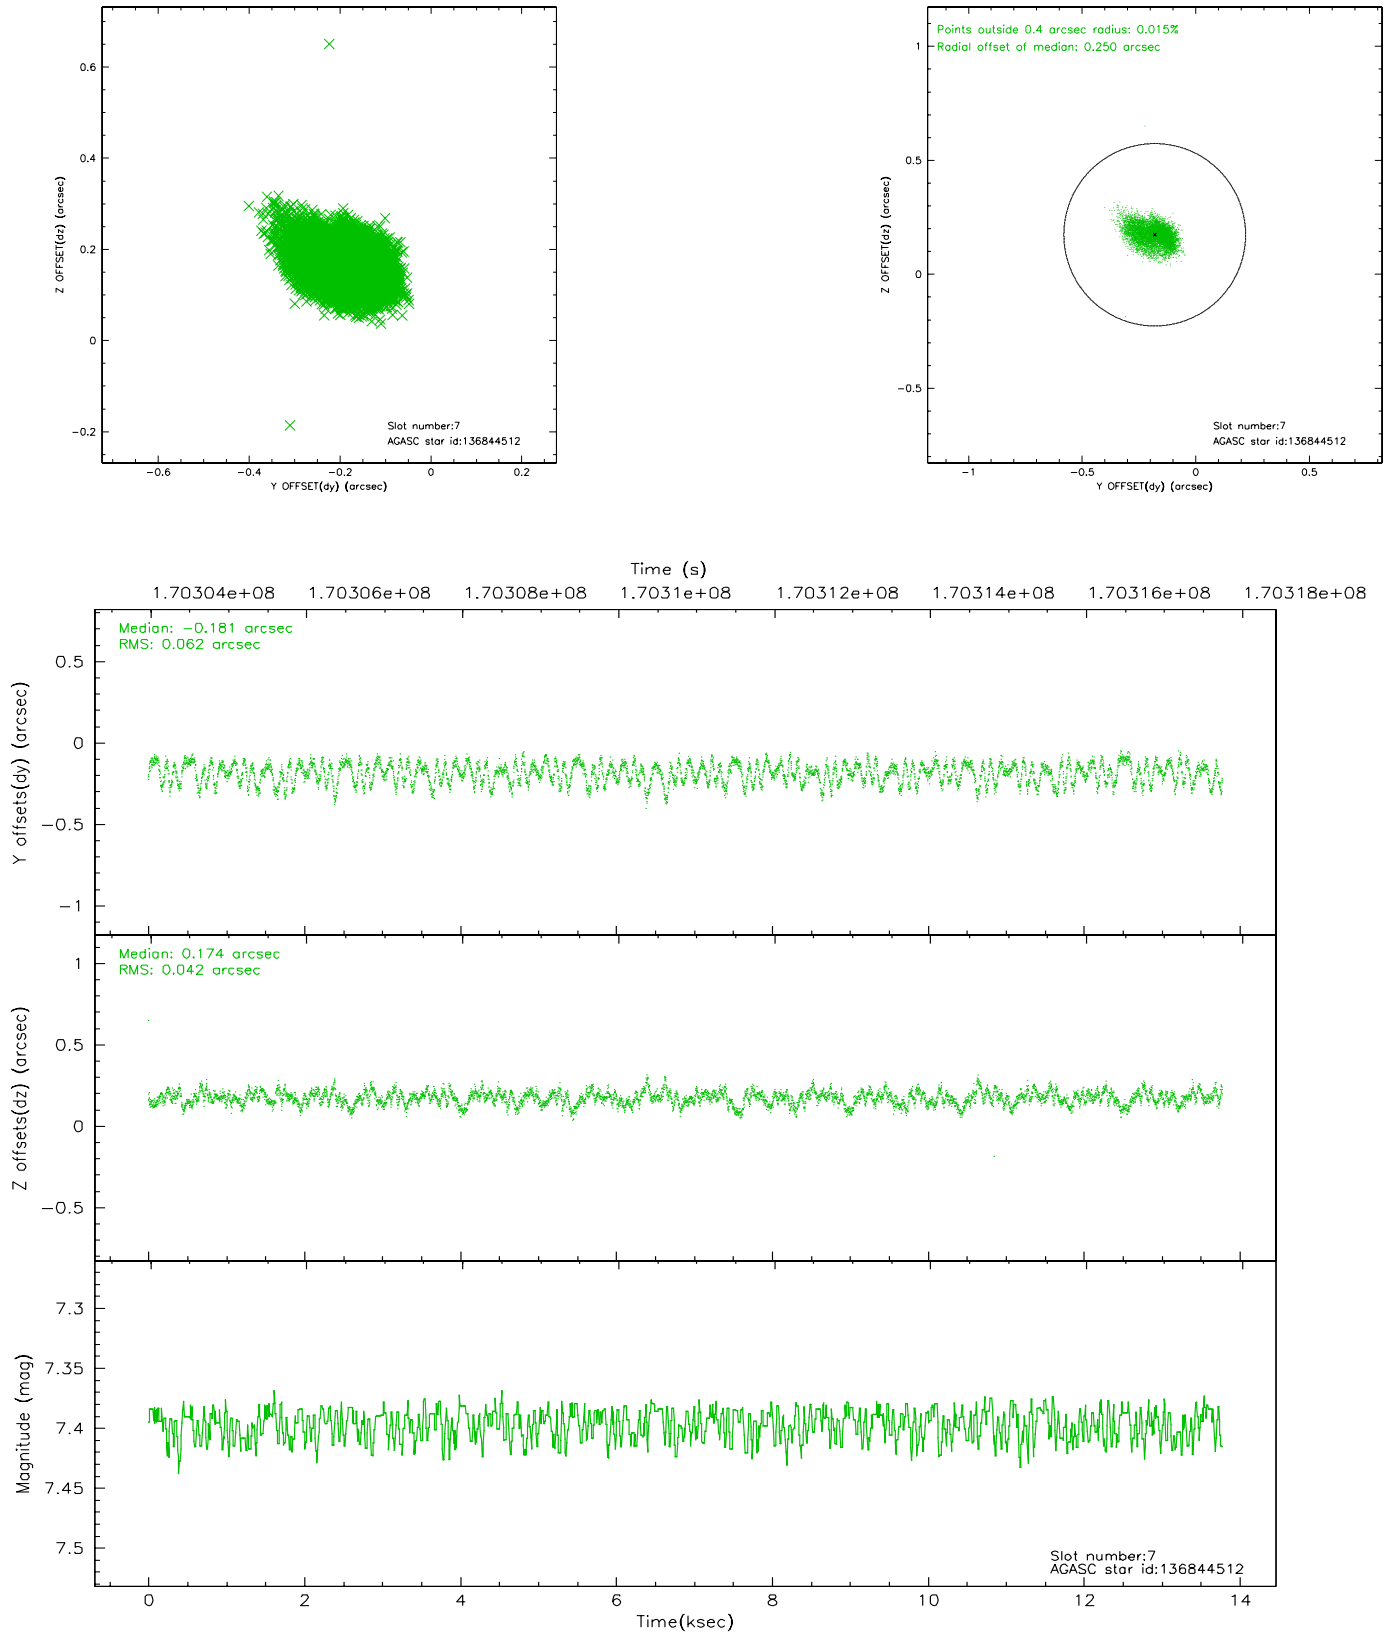 0.6
0.4
0.2
0
−0.2
Z OFFSET(dz) (arcsec)
Slot number:7
AGASC star id:136844512
−0.6 −0.4 −0.2 0 0.2
Y OFFSET(dy) (arcsec)
Points outside 0.4 arcsec radius: 0.015%
Radial offset of median: 0.250 arcsec
1
0.5
0
−0.5
Z OFFSET(dz) (arcsec)
Slot number:7
AGASC star id:136844512
−1 −0.5 0 0.5
Y OFFSET(dy) (arcsec)
Time (s)
1.70304e+08 1.70306e+08 1.70308e+08 1.7031e+08 1.70312e+08 1.70314e+08 1.70316e+08 1.70318e+08
Median: −0.181 arcsec
RMS: 0.062 arcsec
0.5
0
−0.5
−1
Y offsets(dy) (arcsec)
Median: 0.174 arcsec
RMS: 0.042 arcsec
1
0.5
0
−0.5
Z offsets(dz) (arcsec)
7.3
7.35
7.4
7.45
7.5
Magnitude (mag)
Slot number:7
AGASC star id:136844512
0 2 4 6 8 10 12 14
Time(ksec)